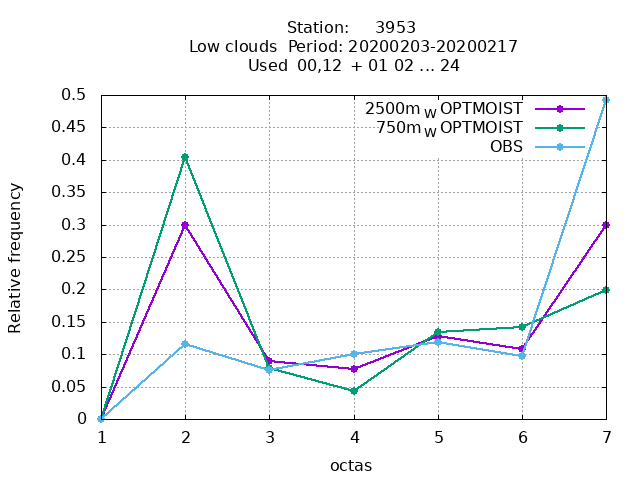 Station: 3953
Low clouds Period: 20200203-20200217
Used 00,12 + 01 02 ... 24
2500m W OPTMOIST
750m W OPTMOIST
OBS
Relative frequency
0.5
0.45
0.4
0.35
0.3
0.25
0.2
0.15
0.1
0.05
0
1 2 3 4 5 6 7
octas